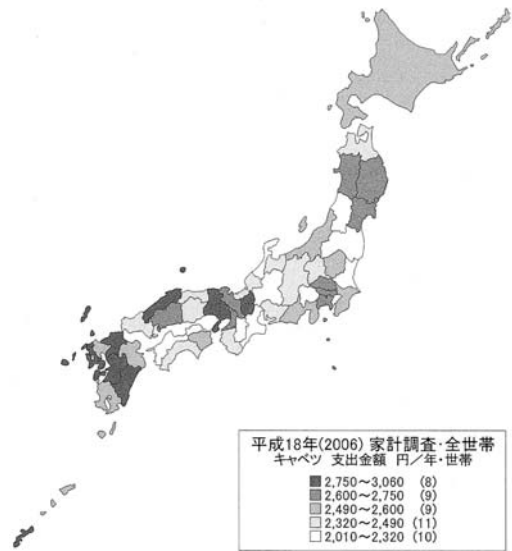 平成18年(2006) 家計調査・全世帯
キャベツ 支出金額 円／年・世帯
2,750～3,060 (8)
2,600～2,750 (9)
2,490～2,600 (9)
2,320～2,490 (11)
2,010～2,320 (10)